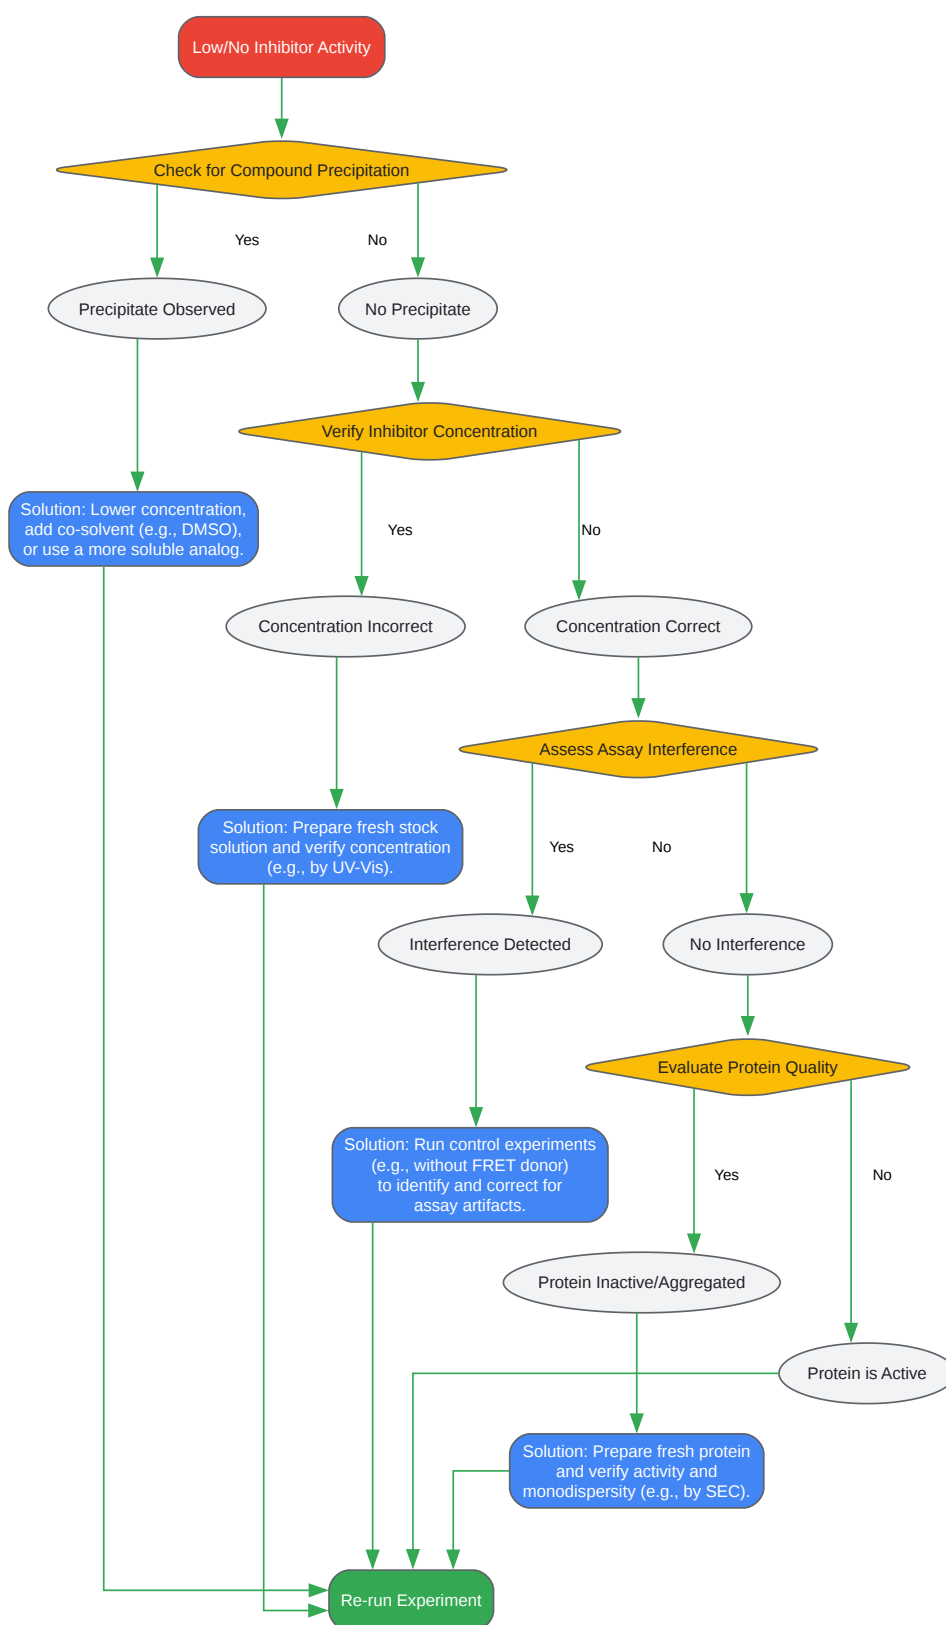 Low/No Inhibitor Activity
Check for Compound Precipitation
Yes
No
Precipitate Observed
No Precipitate
Verify Inhibitor Concentration
Solution: Lower concentration,
add co-solvent (e.g., DMSO),
or use a more soluble analog.
Yes
No
Concentration Incorrect
Concentration Correct
Assess Assay Interference
Solution: Prepare fresh stock
solution and verify concentration
(e.g., by UV-Vis).
Yes
No
Interference Detected
No Interference
Evaluate Protein Quality
Solution: Run control experiments
(e.g., without FRET donor)
to identify and correct for
assay artifacts.
Yes
No
Protein Inactive/Aggregated
Protein is Active
Solution: Prepare fresh protein
and verify activity and
monodispersity (e.g., by SEC).
Re-run Experiment